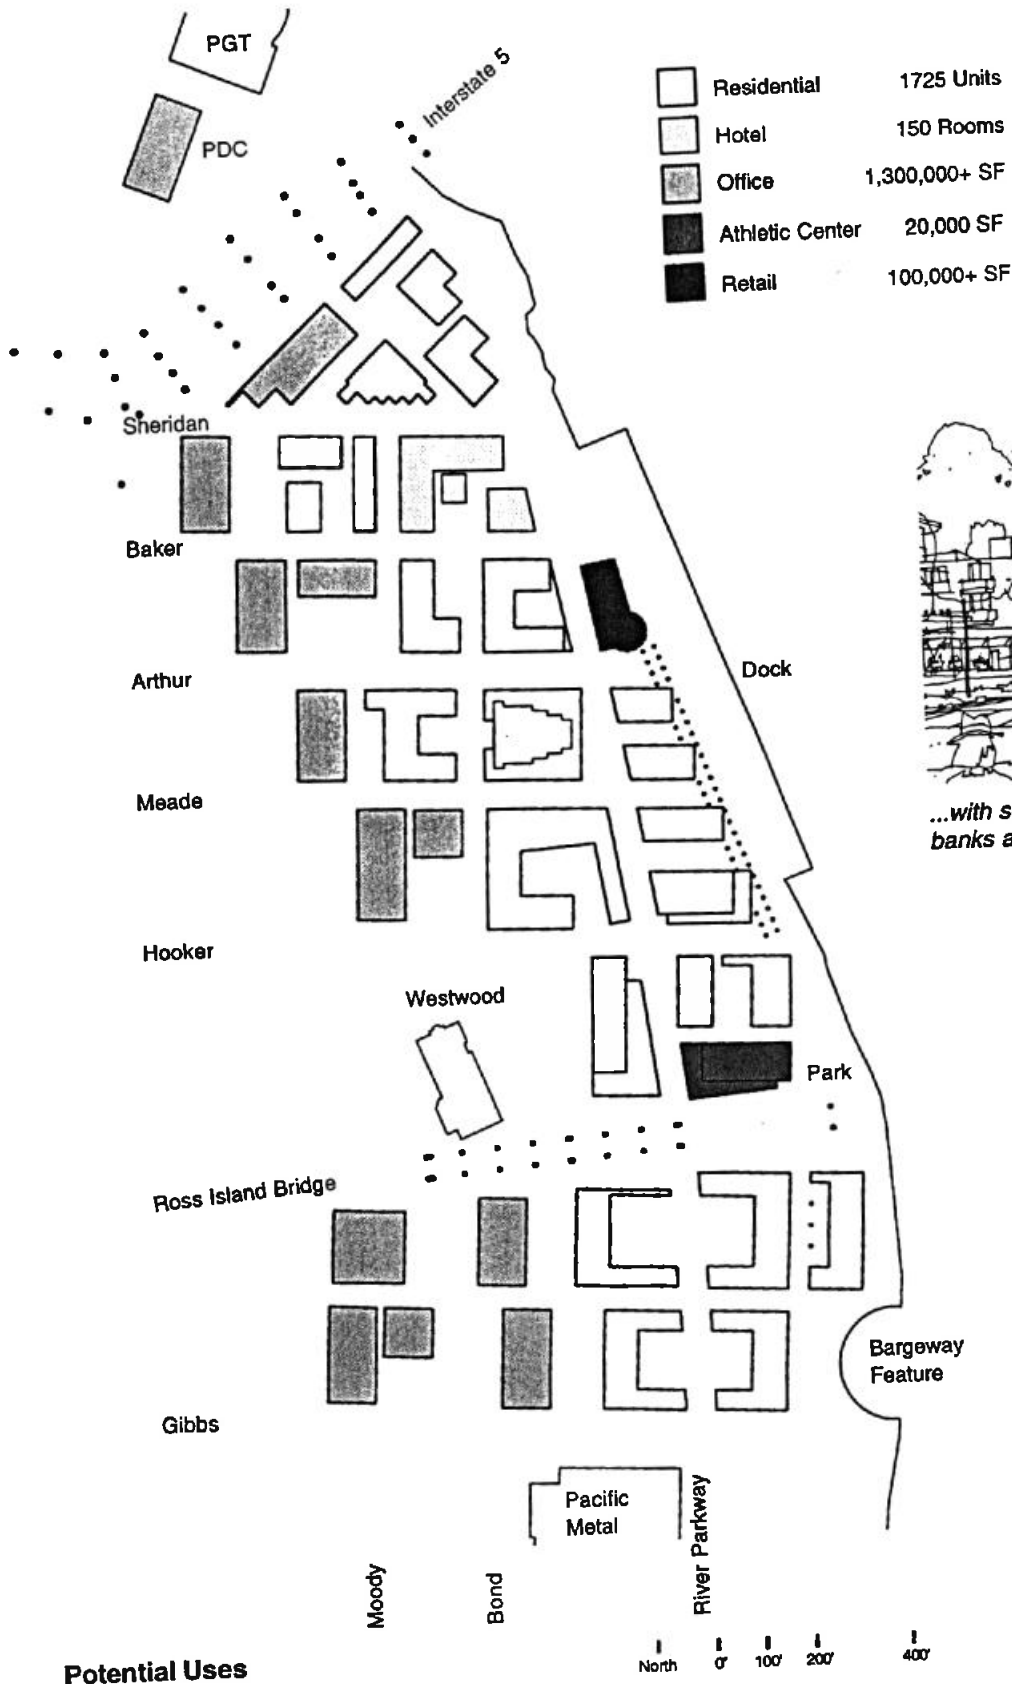 PGT
Interstate 5
PDC
Residential 1725 Units
Hotel 150 Rooms
Office 1,300,000+ SF
Athletic Center 20,000 SF
Retail 100,000+ SF
Sheridan
Baker
Arthur
Dock
Meade
...with s
banks a
Hooker
Westwood
Park
Ross Island Bridge
Bargeway
Feature
Gibbs
Pacific
Metal
Moody
Bond
River Parkway
North 0' 100' 200' 400'
Potential Uses